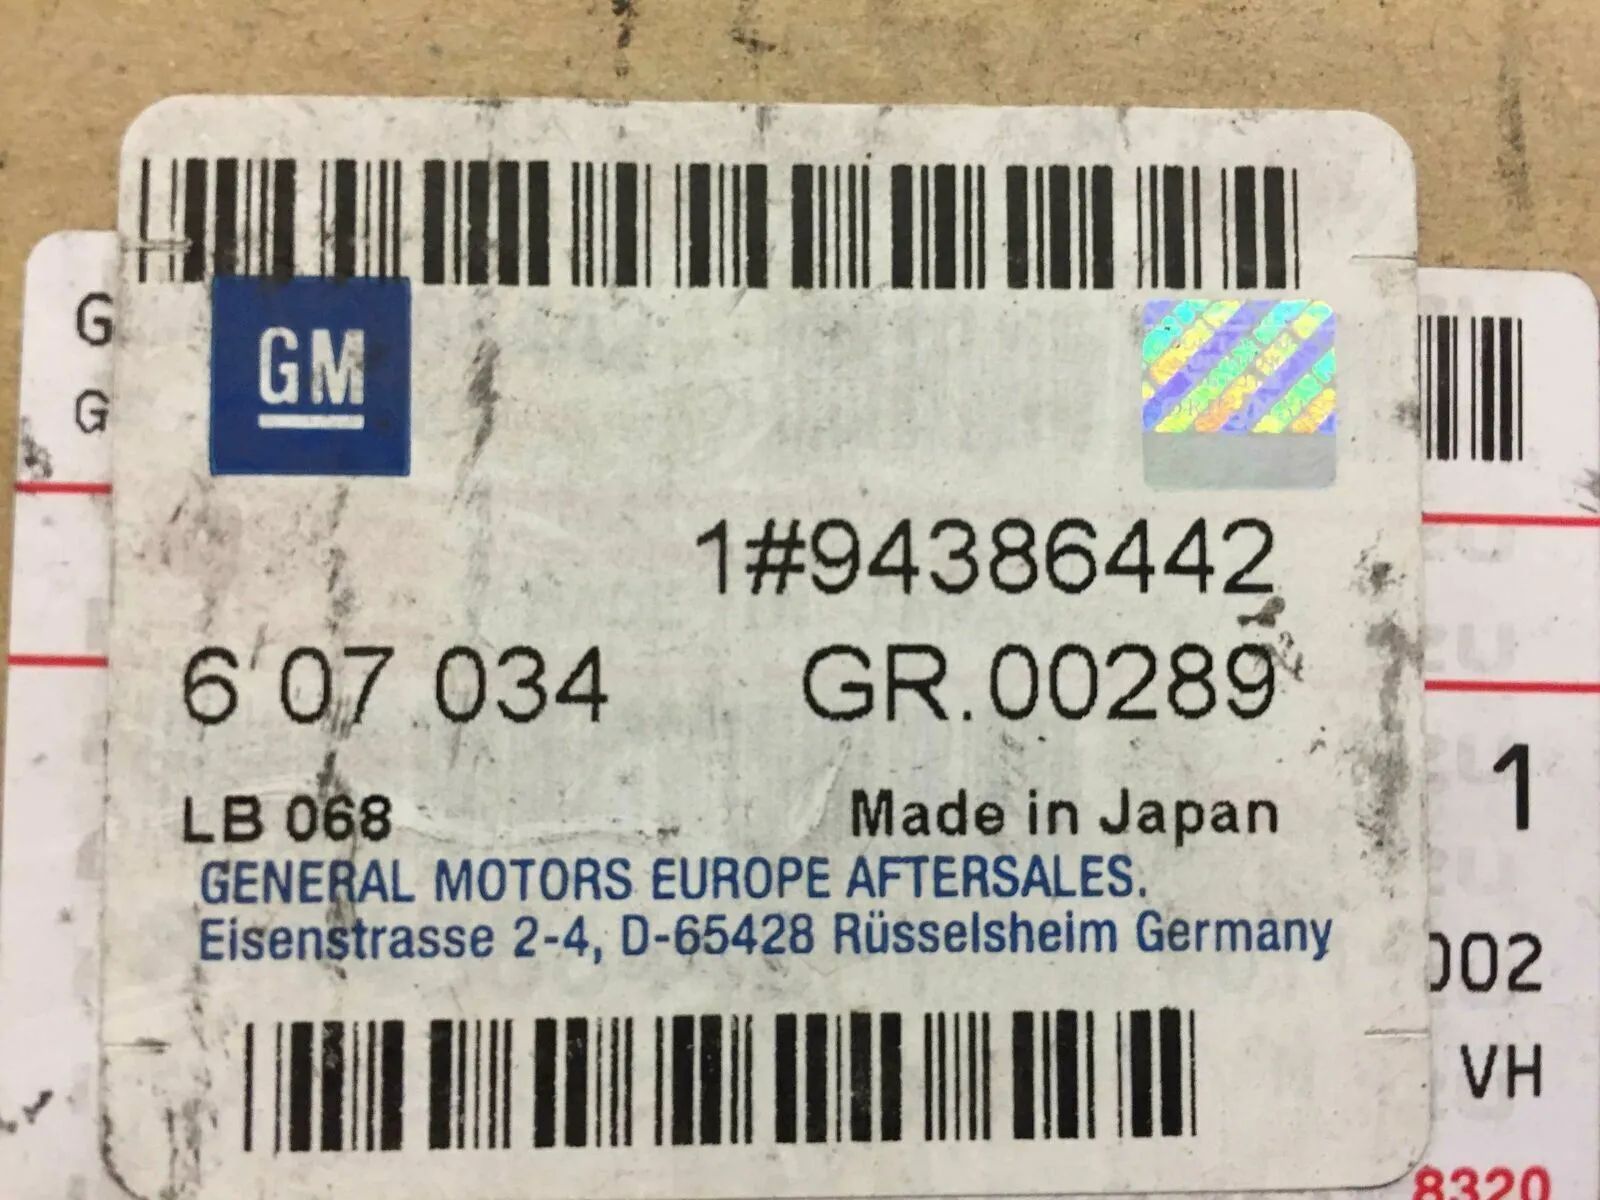 G
G
GM
1#94386442
6 07 034 GR.00289
LB 068 Made in Japan
GENERAL MOTORS EUROPE AFTERSALES.
Eisenstrasse 2-4, D-65428 Rüsselsheim Germany
1
002
VH
8320